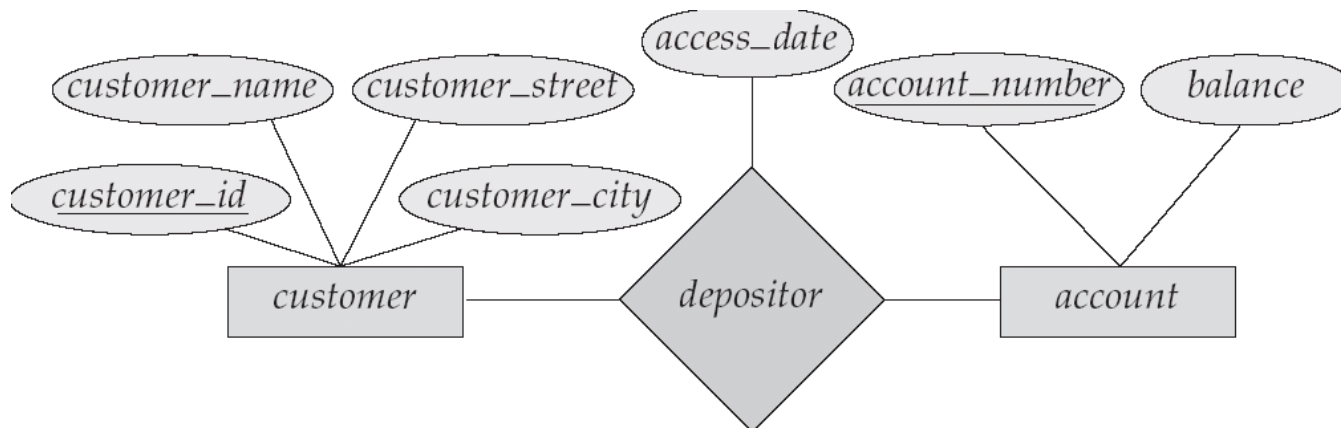 access_date
customer_name customer_street account_number balance
customer_id customer_city
customer depositor account